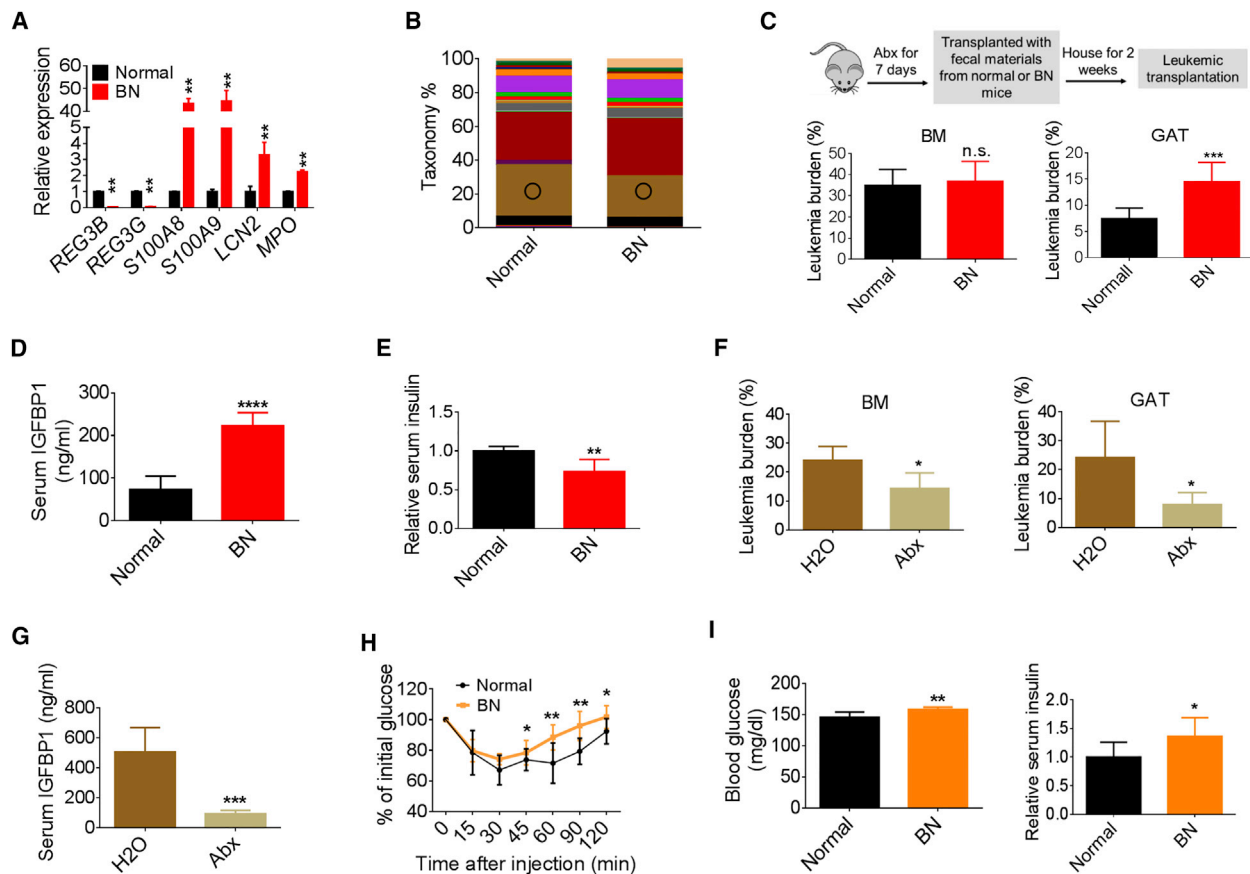 A
Relative expression
Normal
BN
60
50
40
5
4
3
2
1
0
**
**
**
**
**
**
REG3B
REG3G
S100A8
S100A9
LCN2
MPO
B
Taxonomy %
100
80
60
40
20
0
Normal
BN
C
Abx for
7 days
Transplanted with
fecal materials
from normal or BN
mice
House for 2
weeks
Leukemic
transplantation
BM
Leukemia burden (%)
50
40
30
20
10
0
n.s.
Normal
BN
GAT
Leukemia burden (%)
20
15
10
5
0
***
Normall
BN
D
Serum IGFBP1
(ng/ml)
300
200
100
0
****
Normal
BN
E
Relative serum insulin
1.5
1.0
0.5
0.0
**
Normal
BN
F
BM
Leukemia burden (%)
40
30
20
10
0
*
H2O
Abx
GAT
Leukemia burden (%)
40
30
20
10
0
*
H2O
Abx
G
Serum IGFBP1 (ng/ml)
800
600
400
200
0
***
H2O
Abx
H
% of initial glucose
120
100
80
60
40
Normal
BN
*
**
**
*
0
15
30
45
60
90
120
Time after injection (min)
I
Blood glucose
(mg/dl)
200
150
100
50
0
**
Normal
BN
Relative serum insulin
2.0
1.5
1.0
0.5
0.0
*
Normal
BN